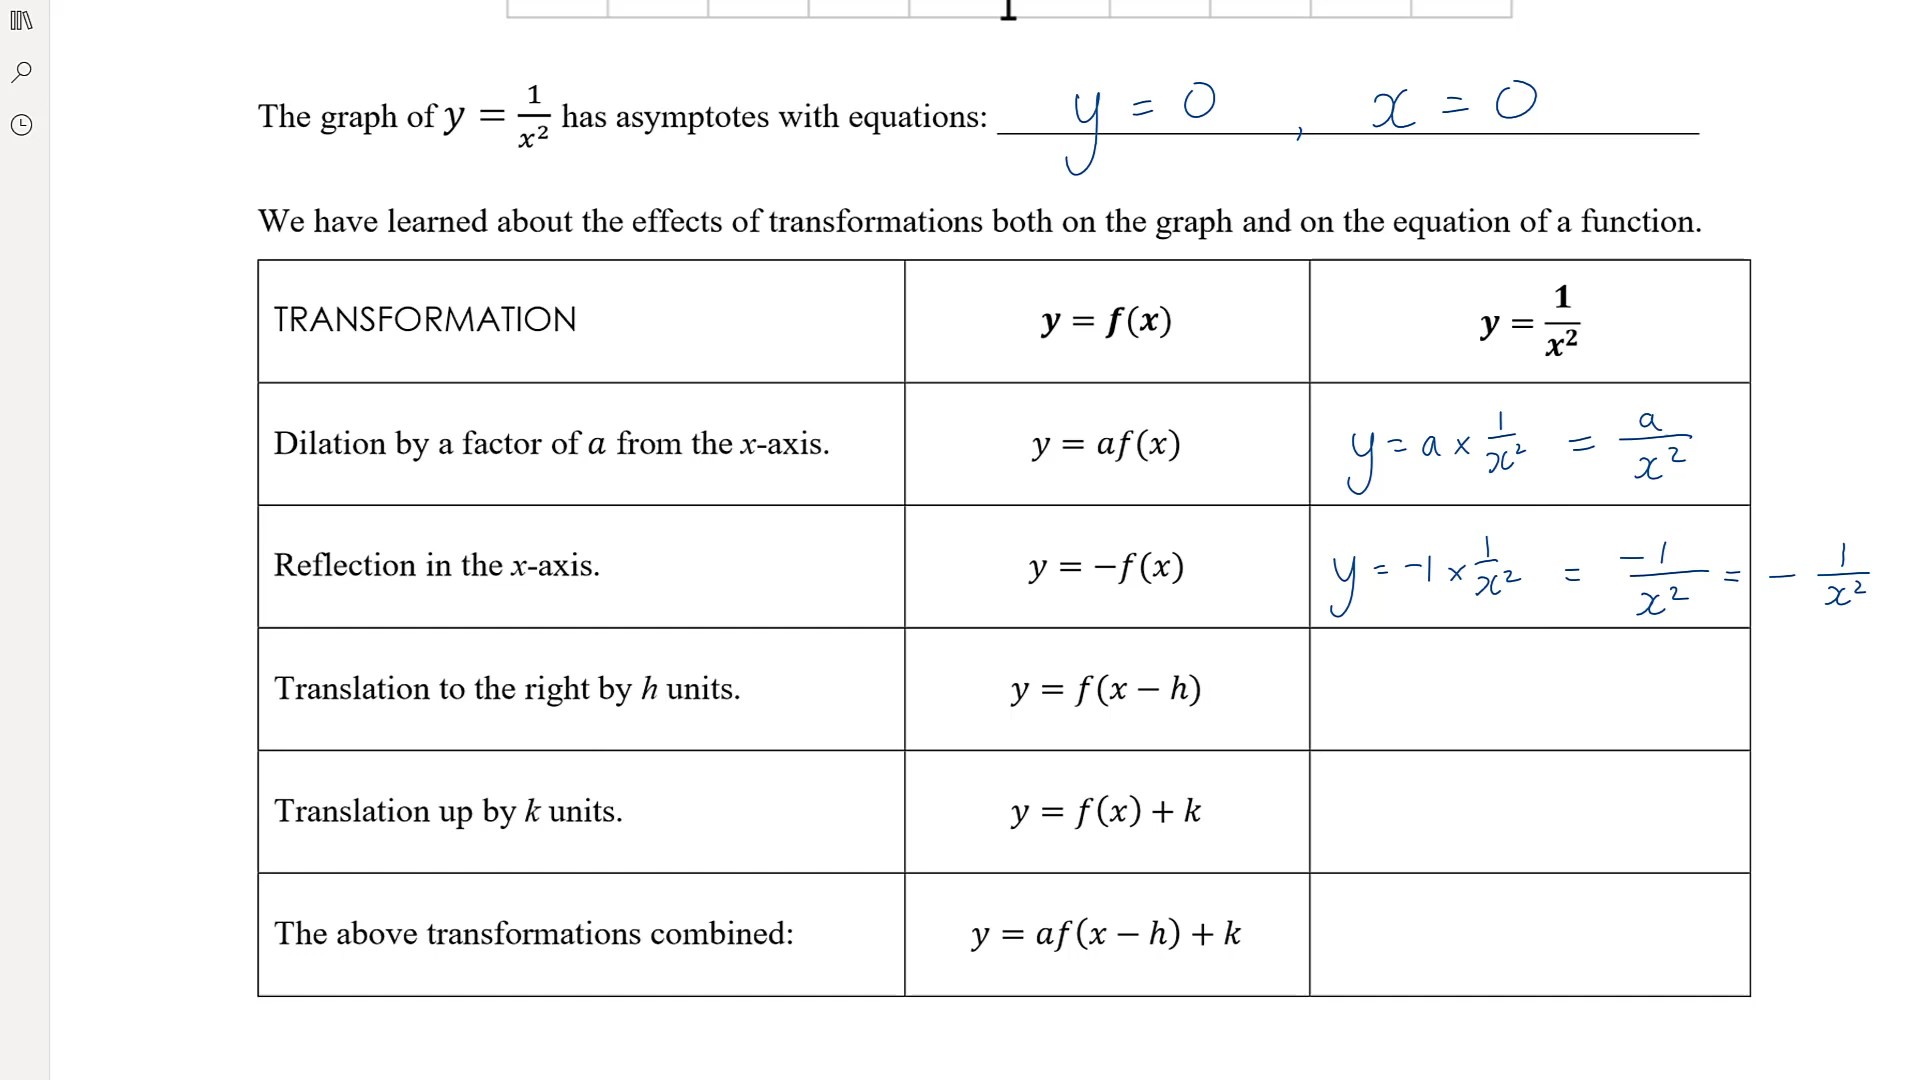 The graph of y = 1/x² has asymptotes with equations: y = 0 , x = 0
We have learned about the effects of transformations both on the graph and on the equation of a function.
TRANSFORMATION y = f(x) y = 1/x²
Dilation by a factor of a from the x-axis. y = af(x) y = a × 1/x² = a/x²
Reflection in the x-axis. y = −f(x) y = -1 × 1/x² = -1/x² = - 1/x²
Translation to the right by h units. y = f(x − h)
Translation up by k units. y = f(x) + k
The above transformations combined: y = af(x − h) + k